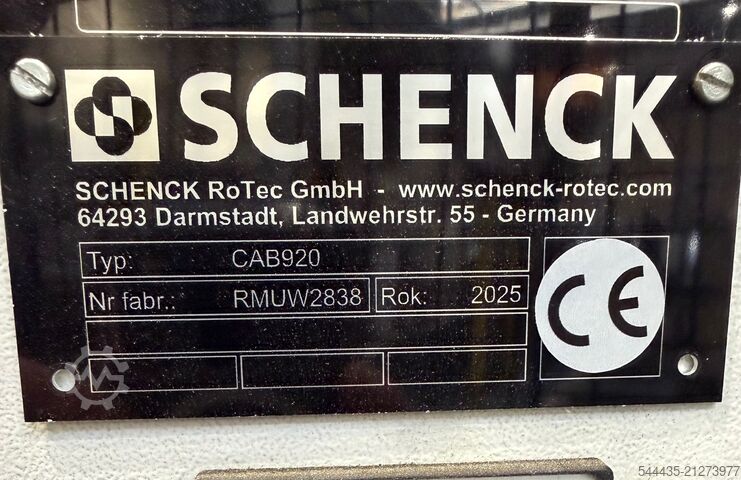 SCHENCK
SCHENCK RoTec GmbH - www.schenck-rotec.com
64293 Darmstadt, Landwehrstr. 55 - Germany
Typ: CAB920
Nr fabr.: RMUW2838 Rok: 2025
CE
544435-21273977